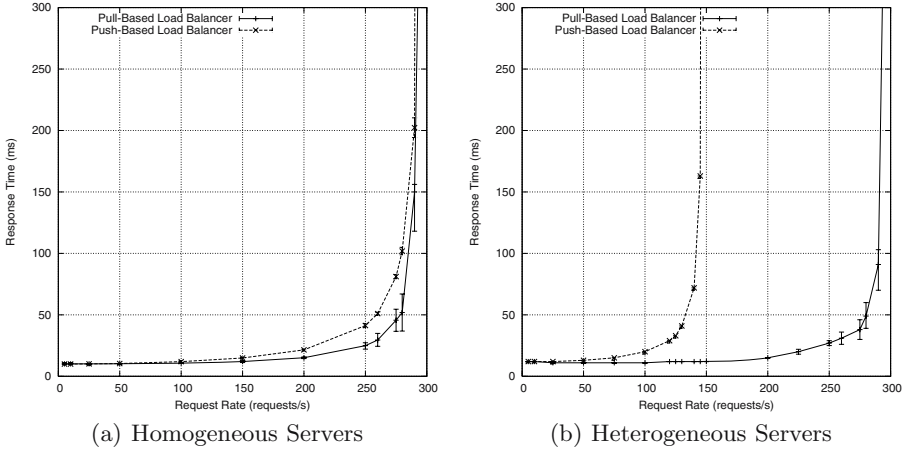 Pull-Based Load Balancer
Push-Based Load Balancer
300
250
200
150
100
50
0
Response Time (ms)
0 50 100 150 200 250 300
Request Rate (requests/s)
(a) Homogeneous Servers
Pull-Based Load Balancer
Push-Based Load Balancer
300
250
200
150
100
50
0
Response Time (ms)
0 50 100 150 200 250 300
Request Rate (requests/s)
(b) Heterogeneous Servers